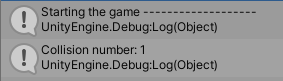 Starting the game -------------------
UnityEngine.Debug:Log(Object)
Collision number: 1
UnityEngine.Debug:Log(Object)